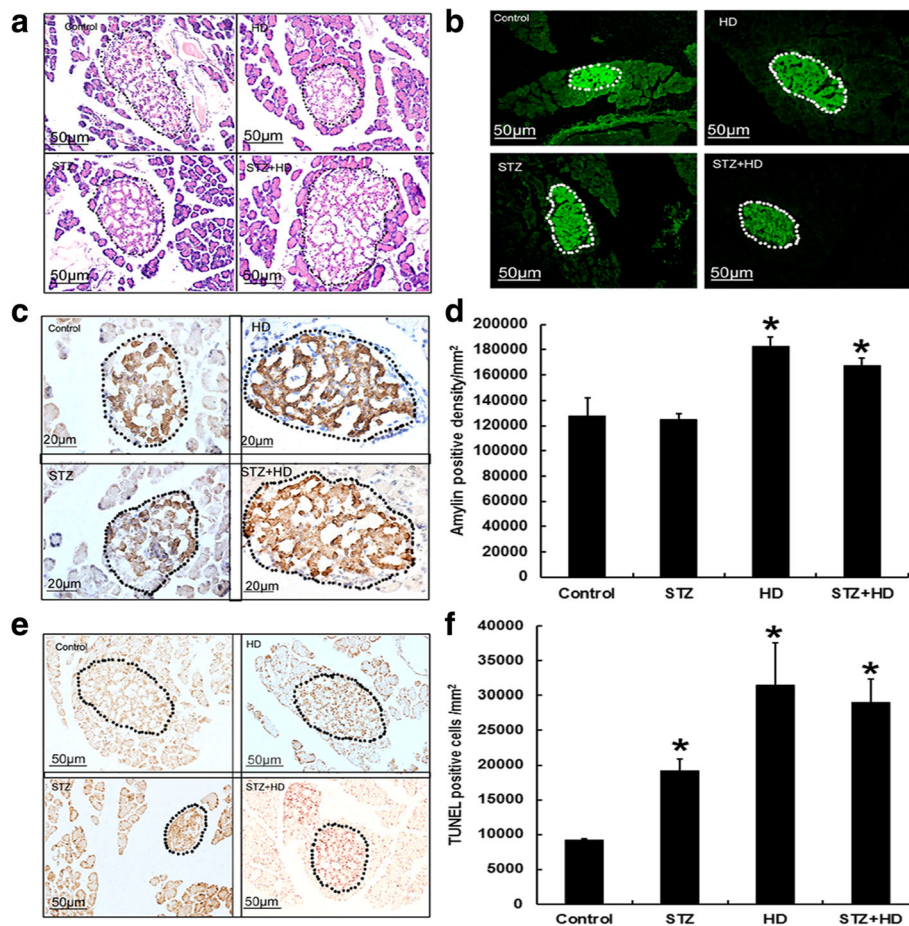 a
Control
HD
50µm
50µm
STZ
STZ+HD
50µm
50µm
b
Control
HD
50µm
50µm
STZ
STZ+HD
50µm
50µm
c
Control
HD
20µm
20µm
STZ
STZ+HD
20µm
20µm
d
Amylin positive density/mm²
200000
180000
160000
140000
120000
100000
80000
60000
40000
20000
0
*
*
Control
STZ
HD
STZ+HD
e
Control
HD
50µm
50µm
STZ
STZ+HD
50µm
50µm
f
TUNEL positive cells /mm²
40000
35000
30000
25000
20000
15000
10000
5000
0
*
*
*
Control
STZ
HD
STZ+HD